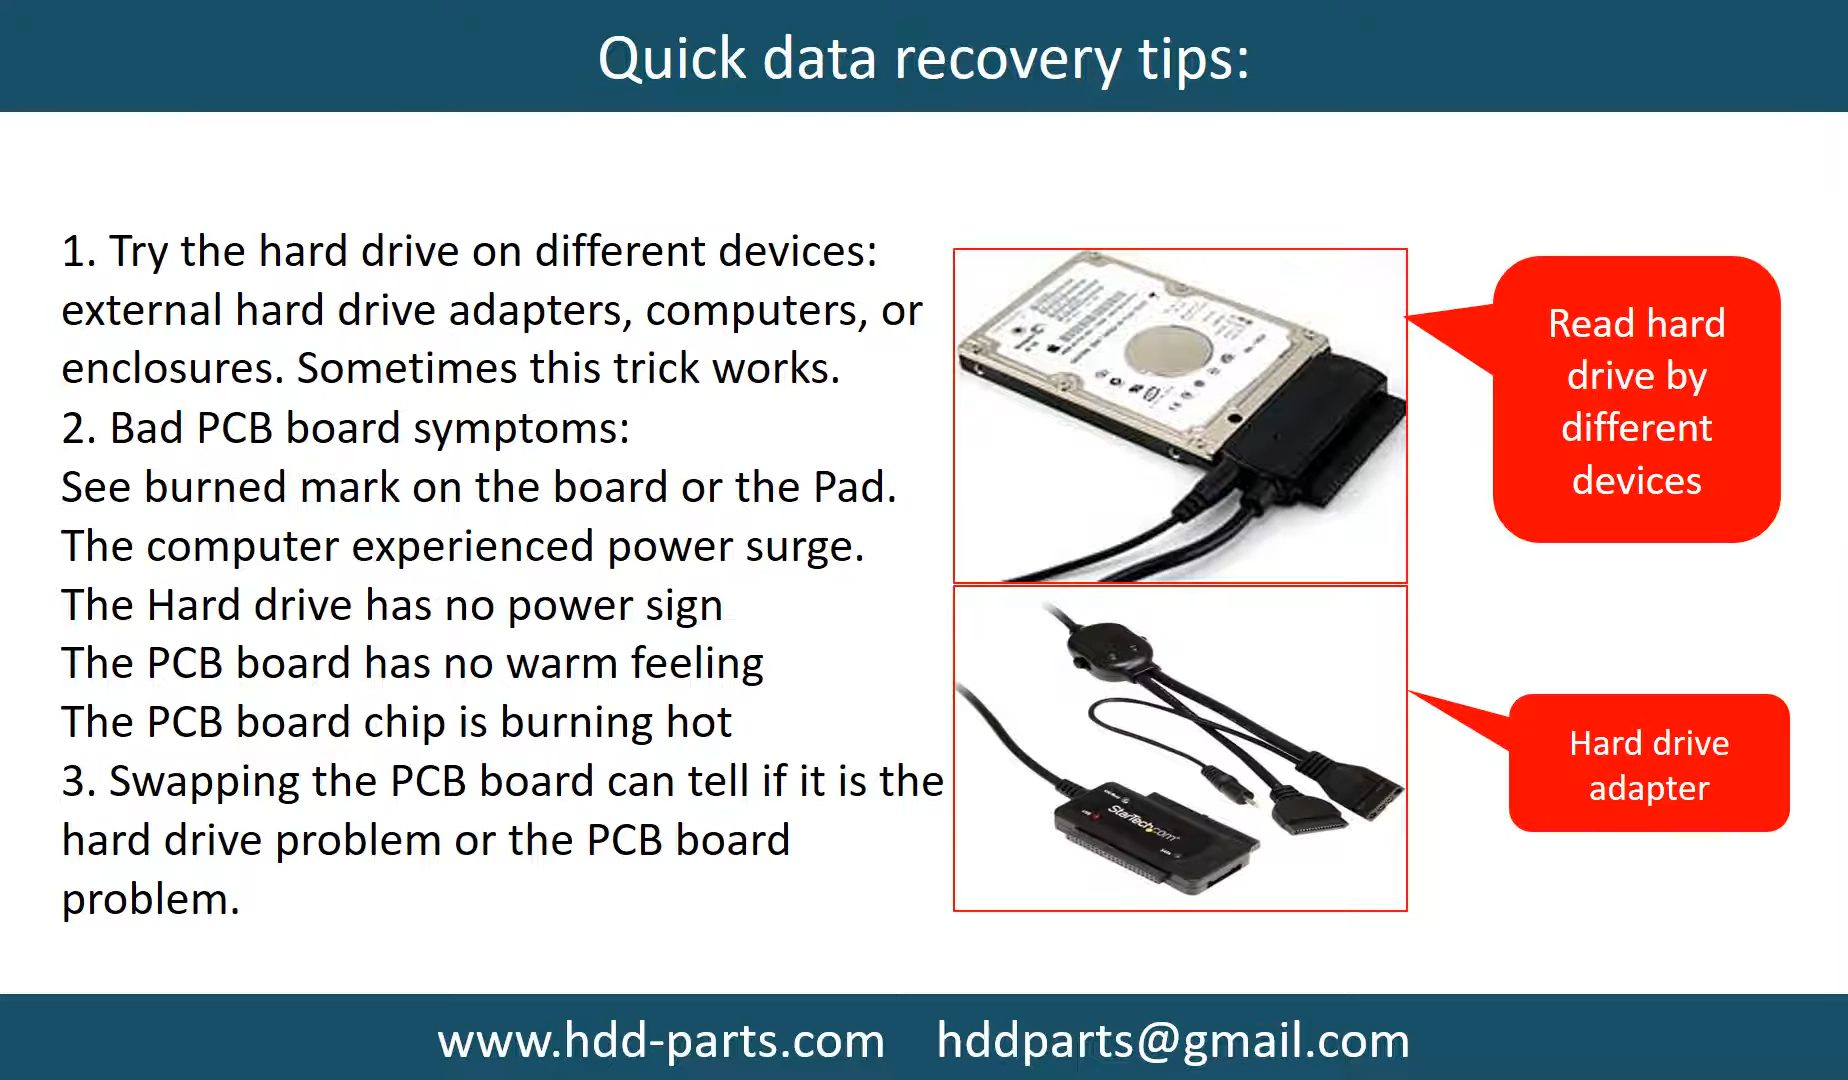 Quick data recovery tips:
1. Try the hard drive on different devices:
external hard drive adapters, computers, or
enclosures. Sometimes this trick works.
2. Bad PCB board symptoms:
See burned mark on the board or the Pad.
The computer experienced power surge.
The Hard drive has no power sign
The PCB board has no warm feeling
The PCB board chip is burning hot
3. Swapping the PCB board can tell if it is the
hard drive problem or the PCB board
problem.
Read hard
drive by
different
devices
StarTech.com
Hard drive
adapter
www.hdd-parts.com hddparts@gmail.com